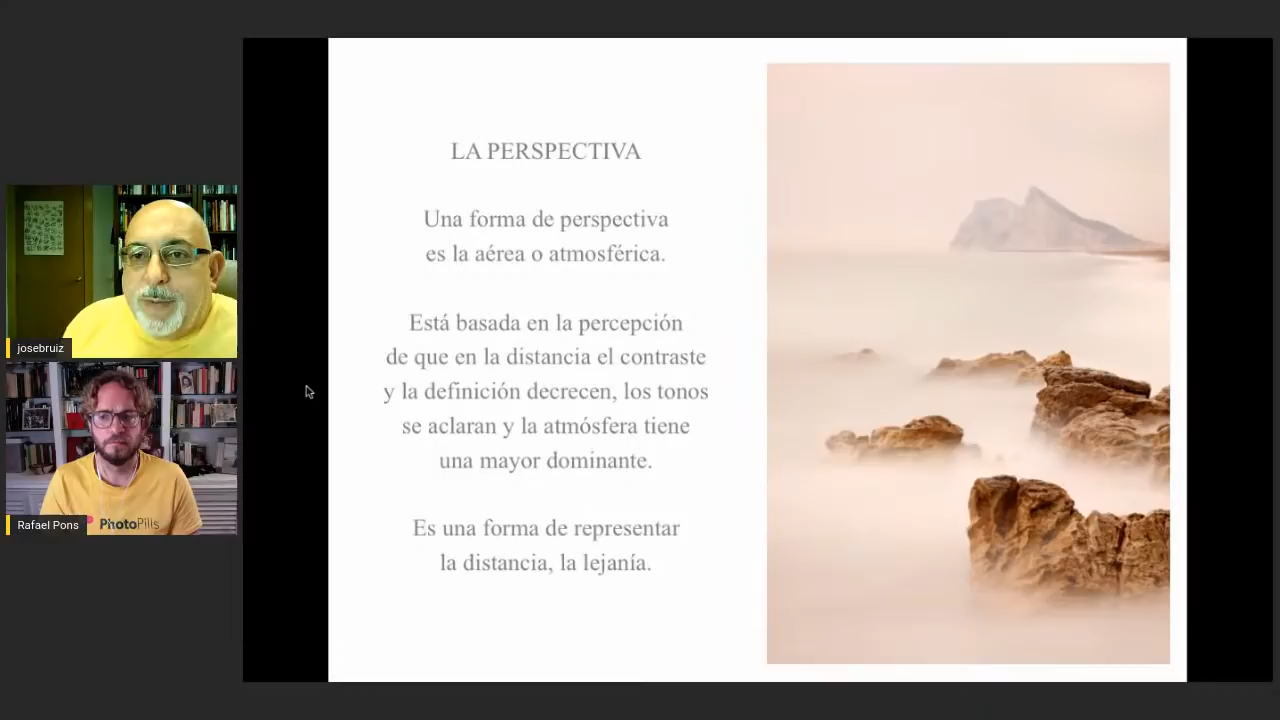 LA PERSPECTIVA
Una forma de perspectiva
es la aérea o atmosférica.
Está basada en la percepción
de que en la distancia el contraste
y la definición decrecen, los tonos
se aclaran y la atmósfera tiene
una mayor dominante.
Es una forma de representar
la distancia, la lejanía.
josebruiz
Rafael Pons
PhotoPills